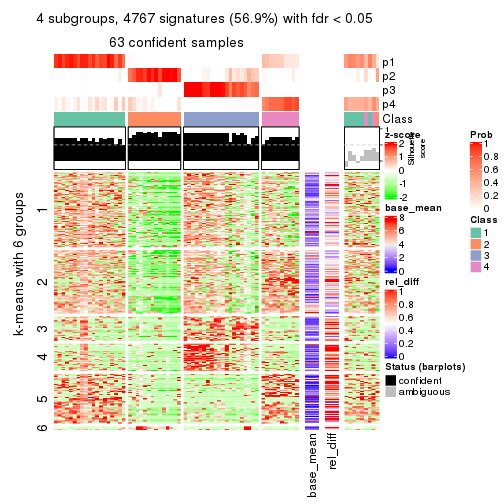 4 subgroups, 4767 signatures (56.9%) with fdr < 0.05
63 confident samples
p1
p2
p3
p4
Class
1
Silhouette
score
z-score
2
1
0
-1
-2
base_mean
8
6
4
2
0
rel_diff
1
0.8
0.6
0.4
0.2
0
Status (barplots)
confident
ambiguous
Prob
1
0.8
0.6
0.4
0.2
0
Class
1
2
3
4
k-means with 6 groups
1
2
3
4
5
6
base_mean
rel_diff